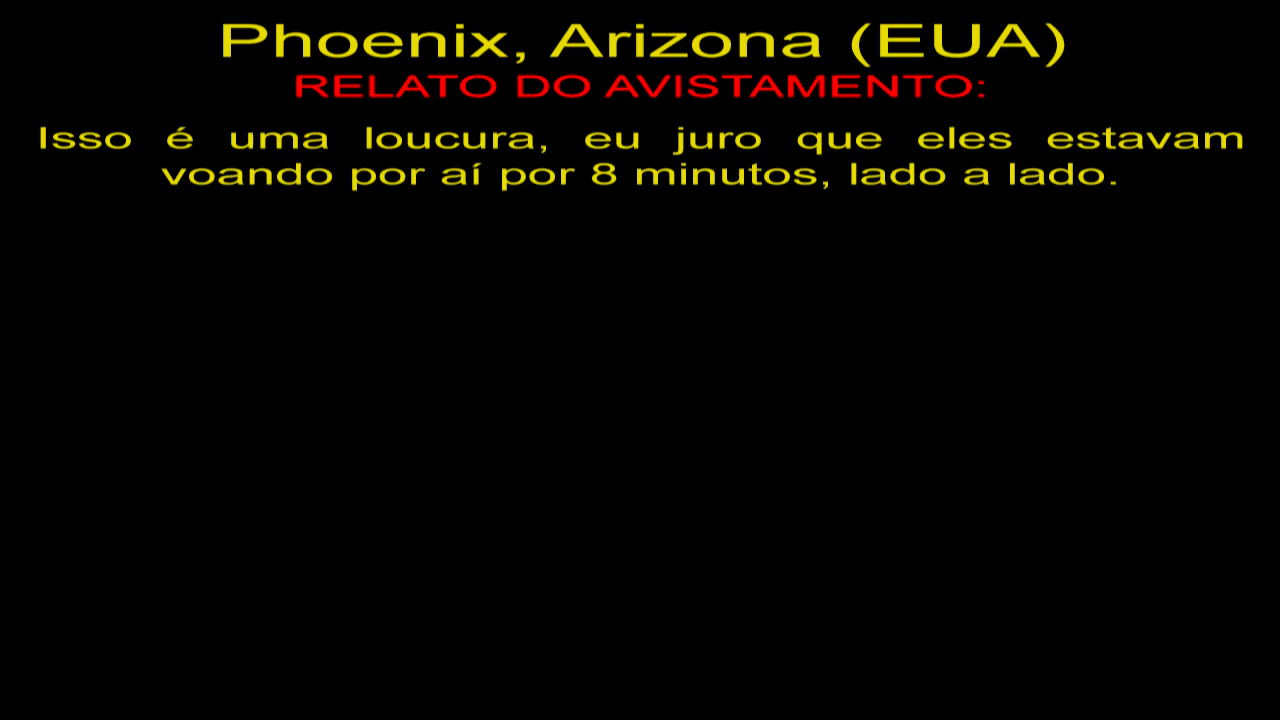 Phoenix, Arizona (EUA)
RELATO DO AVISTAMENTO:
Isso é uma loucura, eu juro que eles estavam
voando por aí por 8 minutos, lado a lado.